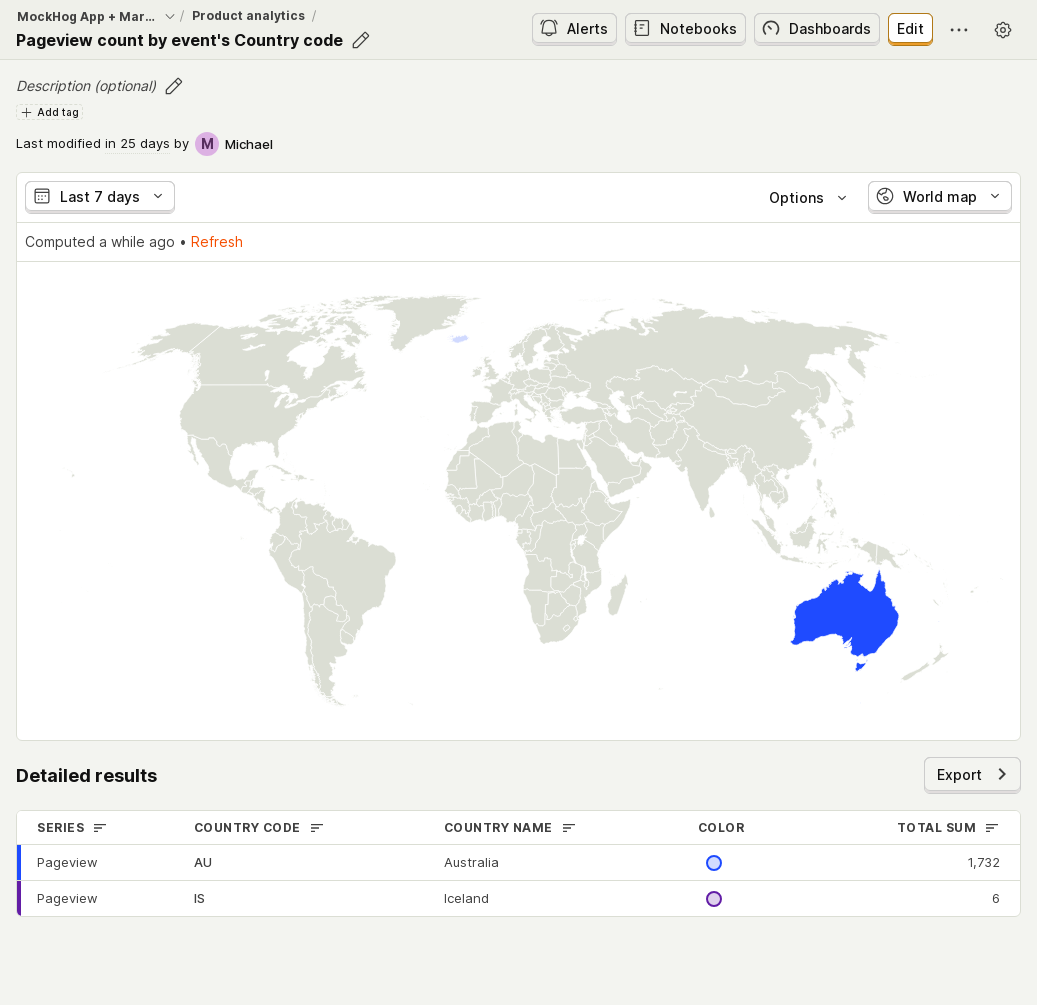 MockHog App + Mar... / Product analytics /
Pageview count by event's Country code
Alerts
Notebooks
Dashboards
Edit
Description (optional)
Add tag
Last modified in 25 days by M Michael
Last 7 days
Options
World map
Computed a while ago • Refresh
Detailed results
Export
SERIES COUNTRY CODE COUNTRY NAME COLOR TOTAL SUM
Pageview AU Australia 1,732
Pageview IS Iceland 6